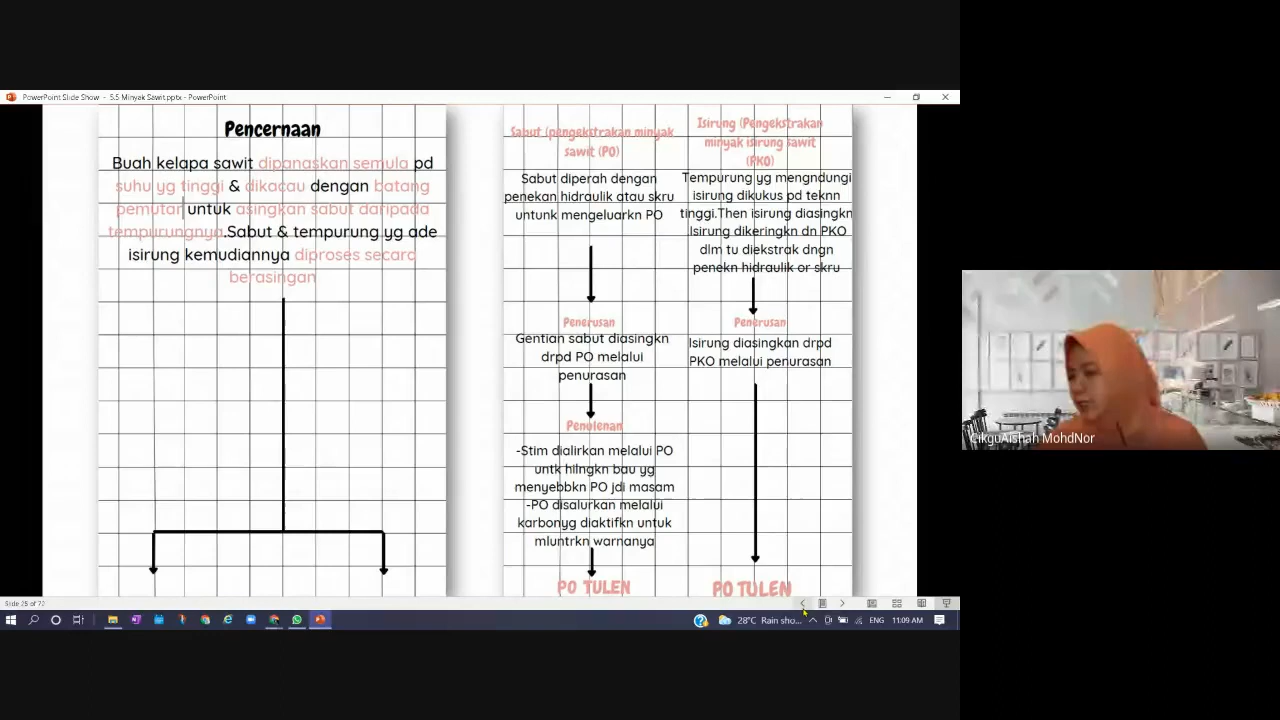 PowerPoint Slide Show - 5.5 Minyak Sawit.pptx - PowerPoint
Pencernaan
Buah kelapa sawit dipanaskan semula pd
suhu yg tinggi & dikacau dengan batang
pemutar untuk asingkan sabut daripada
tempurungnya.Sabut & tempurung yg ade
isirung kemudiannya diproses secara
berasingan
Sabut (pengekstrakan minyak
sawit (PO)
Sabut diperah dengan
penekan hidraulik atau skru
untunk mengeluarkn PO
Penerusan
Gentian sabut diasingkn
drpd PO melalui
penurasan
Penulenan
-Stim dialirkan melalui PO
untk hilngkn bau yg
menyebbkn PO jdi masam
-PO disalurkan melalui
karbonyg diaktifkn untuk
mluntrkn warnanya
PO TULEN
Isirung (Pengekstrakan
minyak isirung sawit
(PKO)
Tempurung yg mengndungi
isirung dikukus pd teknn
tinggi.Then isirung diasingkn
Isirung dikeringkn dn PKO
dlm tu diekstrak dngn
penekn hidraulik or skru
Penerusan
Isirung diasingkan drpd
PKO melalui penurasan
PO TULEN
CikguAishah MohdNor
Slide 25 of 72
28°C Rain sho...
ENG
11:09 AM